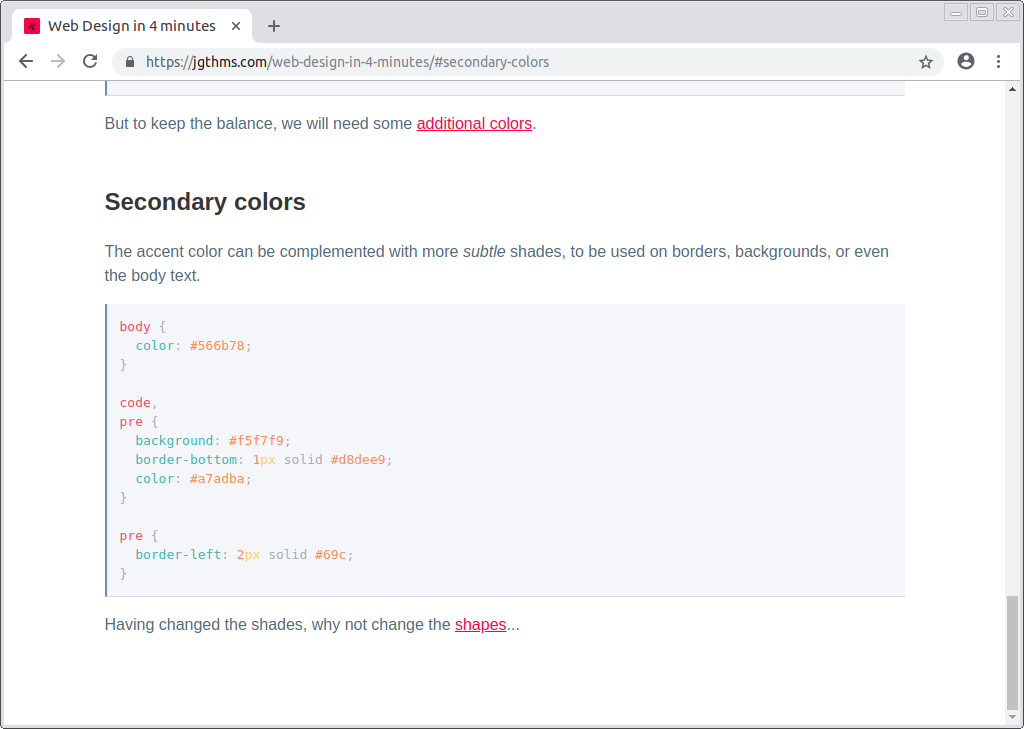 Web Design in 4 minutes
https://jgthms.com/web-design-in-4-minutes/#secondary-colors
But to keep the balance, we will need some additional colors.
Secondary colors
The accent color can be complemented with more subtle shades, to be used on borders, backgrounds, or even
the body text.
body {
  color: #566b78;
}
code,
pre {
  background: #f5f7f9;
  border-bottom: 1px solid #d8dee9;
  color: #a7adba;
}
pre {
  border-left: 2px solid #69c;
}
Having changed the shades, why not change the shapes...